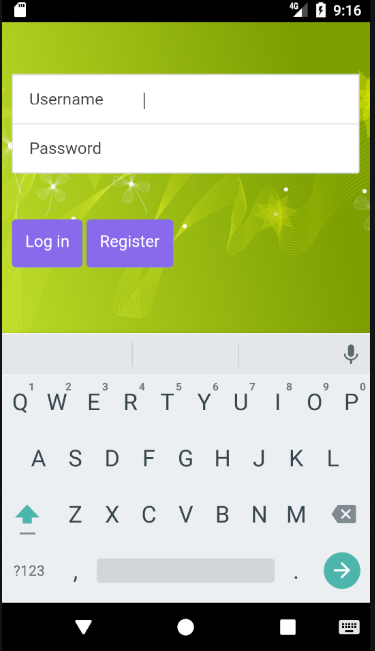 4G 9:16
Username
Password
Log in Register
1 2 3 4 5 6 7 8 9 0
Q W E R T Y U I O P
A S D F G H J K L
Z X C V B N M
?123 , .